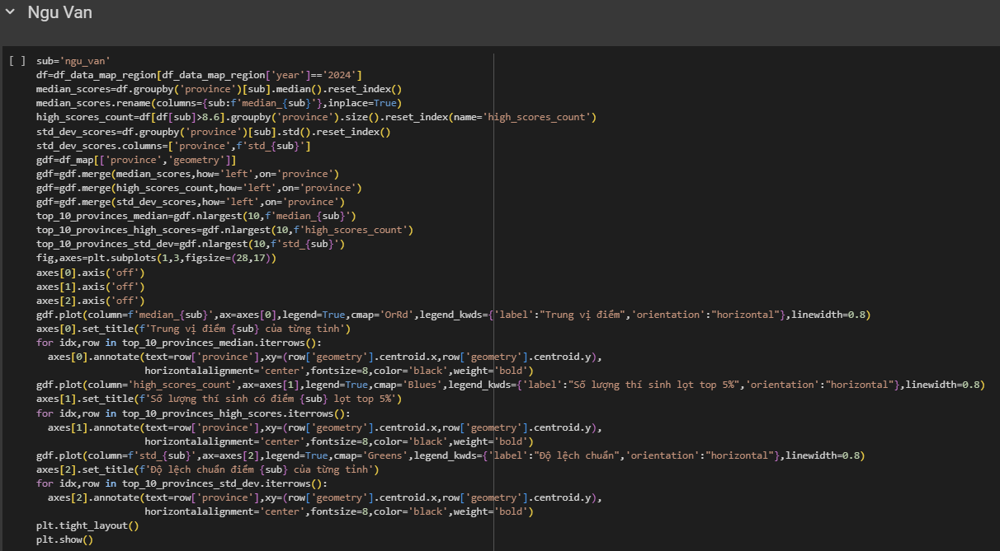 Ngu Van
[ ] sub='ngu_van'
df=df_data_map_region[df_data_map_region['year']=='2024']
median_scores=df.groupby('province')[sub].median().reset_index()
median_scores.rename(columns={sub:f'median_{sub}'},inplace=True)
high_scores_count=df[df[sub]>8.6].groupby('province').size().reset_index(name='high_scores_count')
std_dev_scores=df.groupby('province')[sub].std().reset_index()
std_dev_scores.columns=['province',f'std_{sub}']
gdf=df_map[['province','geometry']]
gdf=gdf.merge(median_scores,how='left',on='province')
gdf=gdf.merge(high_scores_count,how='left',on='province')
gdf=gdf.merge(std_dev_scores,how='left',on='province')
top_10_provinces_median=gdf.nlargest(10,f'median_{sub}')
top_10_provinces_high_scores=gdf.nlargest(10,f'high_scores_count')
top_10_provinces_std_dev=gdf.nlargest(10,f'std_{sub}')
fig,axes=plt.subplots(1,3,figsize=(28,17))
axes[0].axis('off')
axes[1].axis('off')
axes[2].axis('off')
gdf.plot(column=f'median_{sub}',ax=axes[0],legend=True,cmap='OrRd',legend_kwds={'label':"Trung vị điểm",'orientation':"horizontal"},linewidth=0.8)
axes[0].set_title(f'Trung vị điểm {sub} của từng tỉnh')
for idx,row in top_10_provinces_median.iterrows():
  axes[0].annotate(text=row['province'],xy=(row['geometry'].centroid.x,row['geometry'].centroid.y),
                   horizontalalignment='center',fontsize=8,color='black',weight='bold')
gdf.plot(column='high_scores_count',ax=axes[1],legend=True,cmap='Blues',legend_kwds={'label':"Số lượng thí sinh lọt top 5%",'orientation':"horizontal"},linewidth=0.8)
axes[1].set_title(f'Số lượng thí sinh có điểm {sub} lọt top 5%')
for idx,row in top_10_provinces_high_scores.iterrows():
  axes[1].annotate(text=row['province'],xy=(row['geometry'].centroid.x,row['geometry'].centroid.y),
                   horizontalalignment='center',fontsize=8,color='black',weight='bold')
gdf.plot(column=f'std_{sub}',ax=axes[2],legend=True,cmap='Greens',legend_kwds={'label':"Độ lệch chuẩn",'orientation':"horizontal"},linewidth=0.8)
axes[2].set_title(f'Độ lệch chuẩn điểm {sub} của từng tỉnh')
for idx,row in top_10_provinces_std_dev.iterrows():
  axes[2].annotate(text=row['province'],xy=(row['geometry'].centroid.x,row['geometry'].centroid.y),
                   horizontalalignment='center',fontsize=8,color='black',weight='bold')
plt.tight_layout()
plt.show()